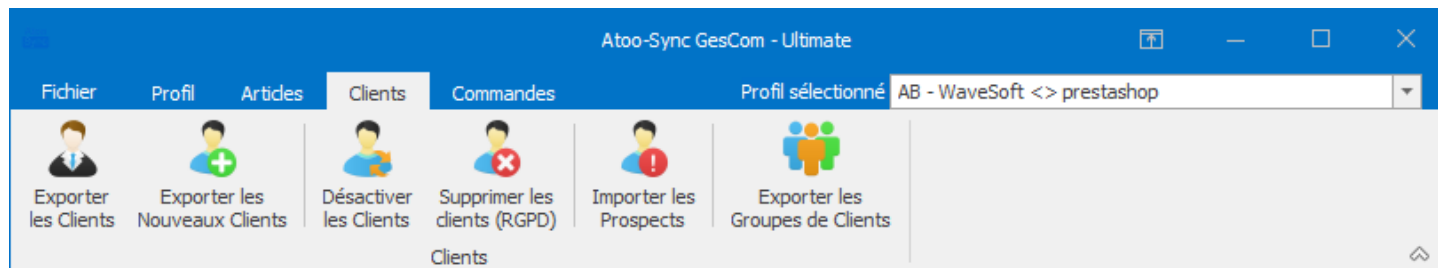 Atoo-Sync GesCom - Ultimate
Fichier Profil Articles Clients Commandes Profil sélectionné AB - WaveSoft <> prestashop
Exporter les Clients
Exporter les Nouveaux Clients
Désactiver les Clients
Supprimer les clients (RGPD)
Importer les Prospects
Exporter les Groupes de Clients
Clients